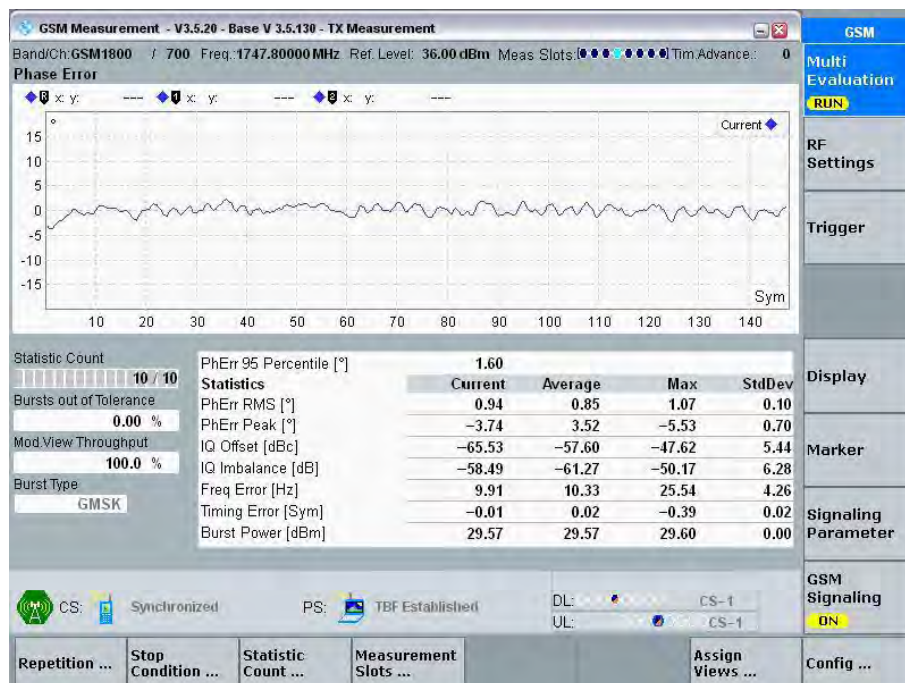 GSM Measurement - V3.5.20 - Base V 3.5.130 - TX Measurement
GSM
Band/Ch:GSM1800 / 700 Freq.:1747.80000 MHz Ref. Level: 36.00 dBm Meas Slots: Tim.Advance.: 0
Phase Error
R x: y: --- 1 x: y: --- 2 x: y: ---
Current
°
15
10
5
0
-5
-10
-15
Sym
10 20 30 40 50 60 70 80 90 100 110 120 130 140
Statistic Count
10 / 10
Bursts out of Tolerance
0.00 %
Mod.View Throughput
100.0 %
Burst Type
GMSK
PhErr 95 Percentile [°] 1.60
Statistics Current Average Max StdDev
PhErr RMS [°] 0.94 0.85 1.07 0.10
PhErr Peak [°] −3.74 3.52 −5.53 0.70
IQ Offset [dBc] −65.53 −57.60 −47.62 5.44
IQ Imbalance [dB] −58.49 −61.27 −50.17 6.28
Freq Error [Hz] 9.91 10.33 25.54 4.26
Timing Error [Sym] −0.01 0.02 −0.39 0.02
Burst Power [dBm] 29.57 29.57 29.60 0.00
CS: Synchronized PS: TBF Established
DL: CS-1
UL: CS-1
Multi
Evaluation
RUN
RF
Settings
Trigger
Display
Marker
Signaling
Parameter
GSM
Signaling
ON
Repetition ...
Stop
Condition ...
Statistic
Count ...
Measurement
Slots ...
Assign
Views ...
Config ...